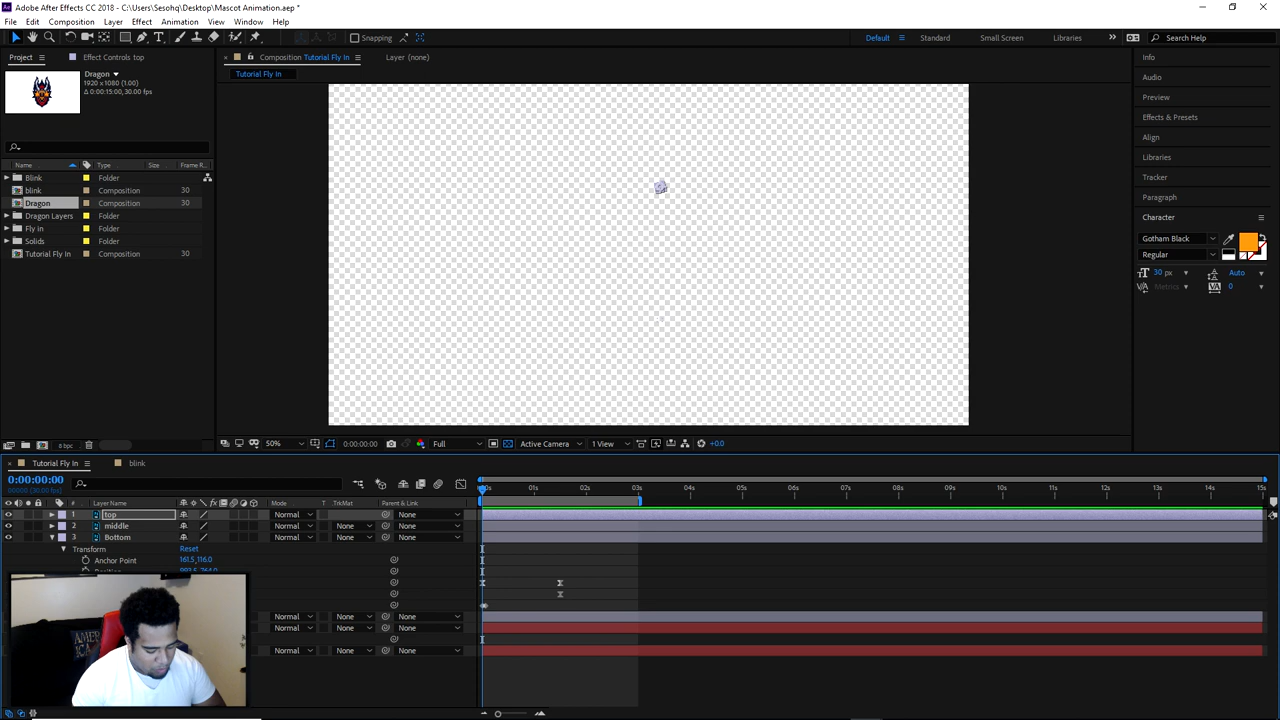 Adobe After Effects CC 2018 - C:\Users\Sesohq\Desktop\Mascot Animation.aep *
File Edit Composition Layer Effect Animation View Window Help
Snapping
Default Standard Small Screen Libraries Search Help
Project Effect Controls top
Composition Tutorial Fly In Layer (none)
Tutorial Fly In
Dragon
1920 x 1080 (1.00)
Δ 0:00:15:00, 30.00 fps
Name Type Size Frame R...
Blink Folder
blink Composition 30
Dragon Composition 30
Dragon Layers Folder
Fly in Folder
Solids Folder
Tutorial Fly In Composition 30
8 bpc
50% 0:00:00:00 Full Active Camera 1 View +0.0
Info
Audio
Preview
Effects & Presets
Align
Libraries
Tracker
Paragraph
Character
Gotham Black
Regular
30 px Auto
Metrics 0
Tutorial Fly In blink
0:00:00:00
00000 (30.00 fps)
# Layer Name Mode T TrkMat Parent & Link
01s 02s 03s 04s 05s 06s 07s 08s 09s 10s 11s 12s 13s 14s 15s
1 top Normal None
2 middle Normal None None
3 Bottom Normal None None
Transform Reset
Anchor Point 161.5,116.0
Normal None None
Normal None None
Normal None None